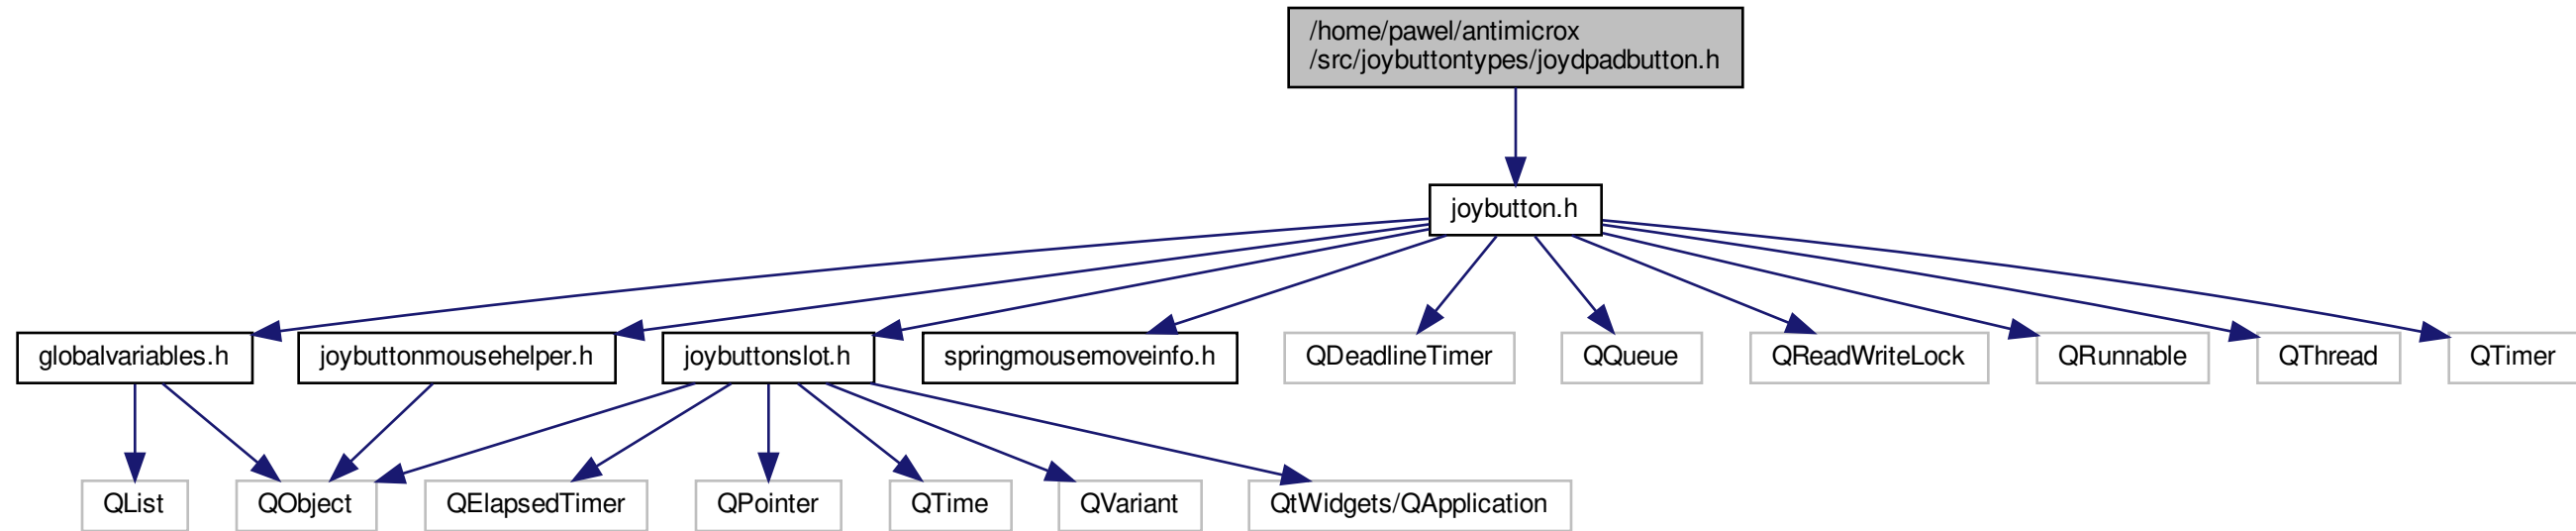 /home/pawel/antimicrox
/src/joybuttontypes/joydpadbutton.h
joybutton.h
globalvariables.h
joybuttonmousehelper.h
joybuttonslot.h
springmousemoveinfo.h
QDeadlineTimer
QQueue
QReadWriteLock
QRunnable
QThread
QTimer
QList
QObject
QElapsedTimer
QPointer
QTime
QVariant
QtWidgets/QApplication